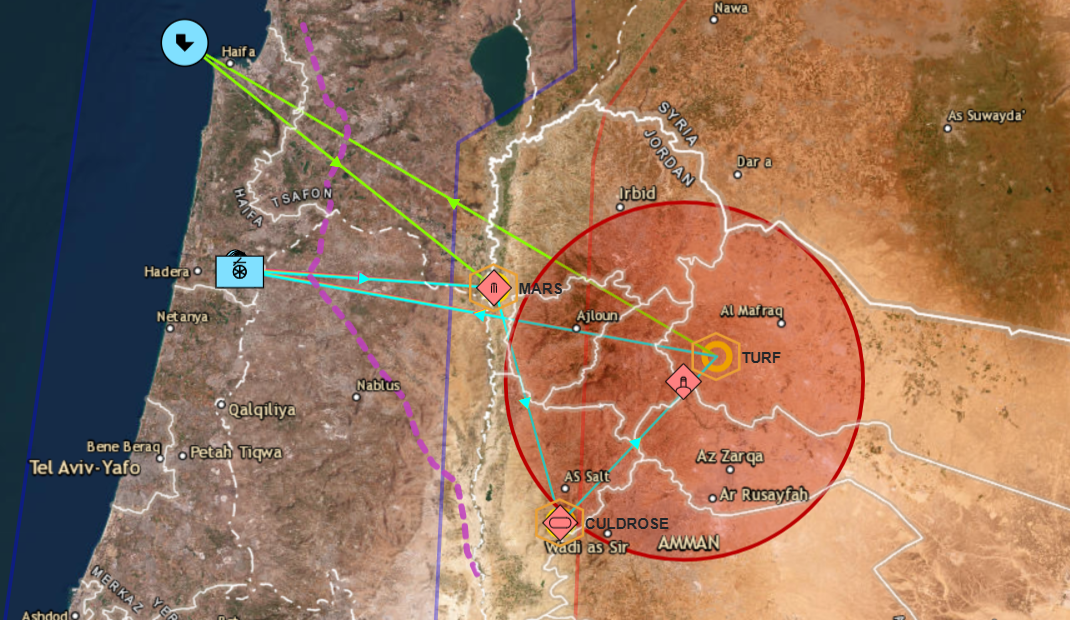 Nawa
Haifa
As Suwayda'
SYRIA
JORDAN
Dar a
TSAFON
HAIFA
Irbid
Hadera
MARS
Netanya
Ajloun
Al Mafraq
TURF
Nablus
Qalqiliya
Bene Beraq
Petah Tiqwa
Tel Aviv-Yafo
Az Zarqa
AS Salt
Ar Rusayfah
CULDROSE
Wadi as Sir
AMMAN
MERKAZ
YER
Ashdod